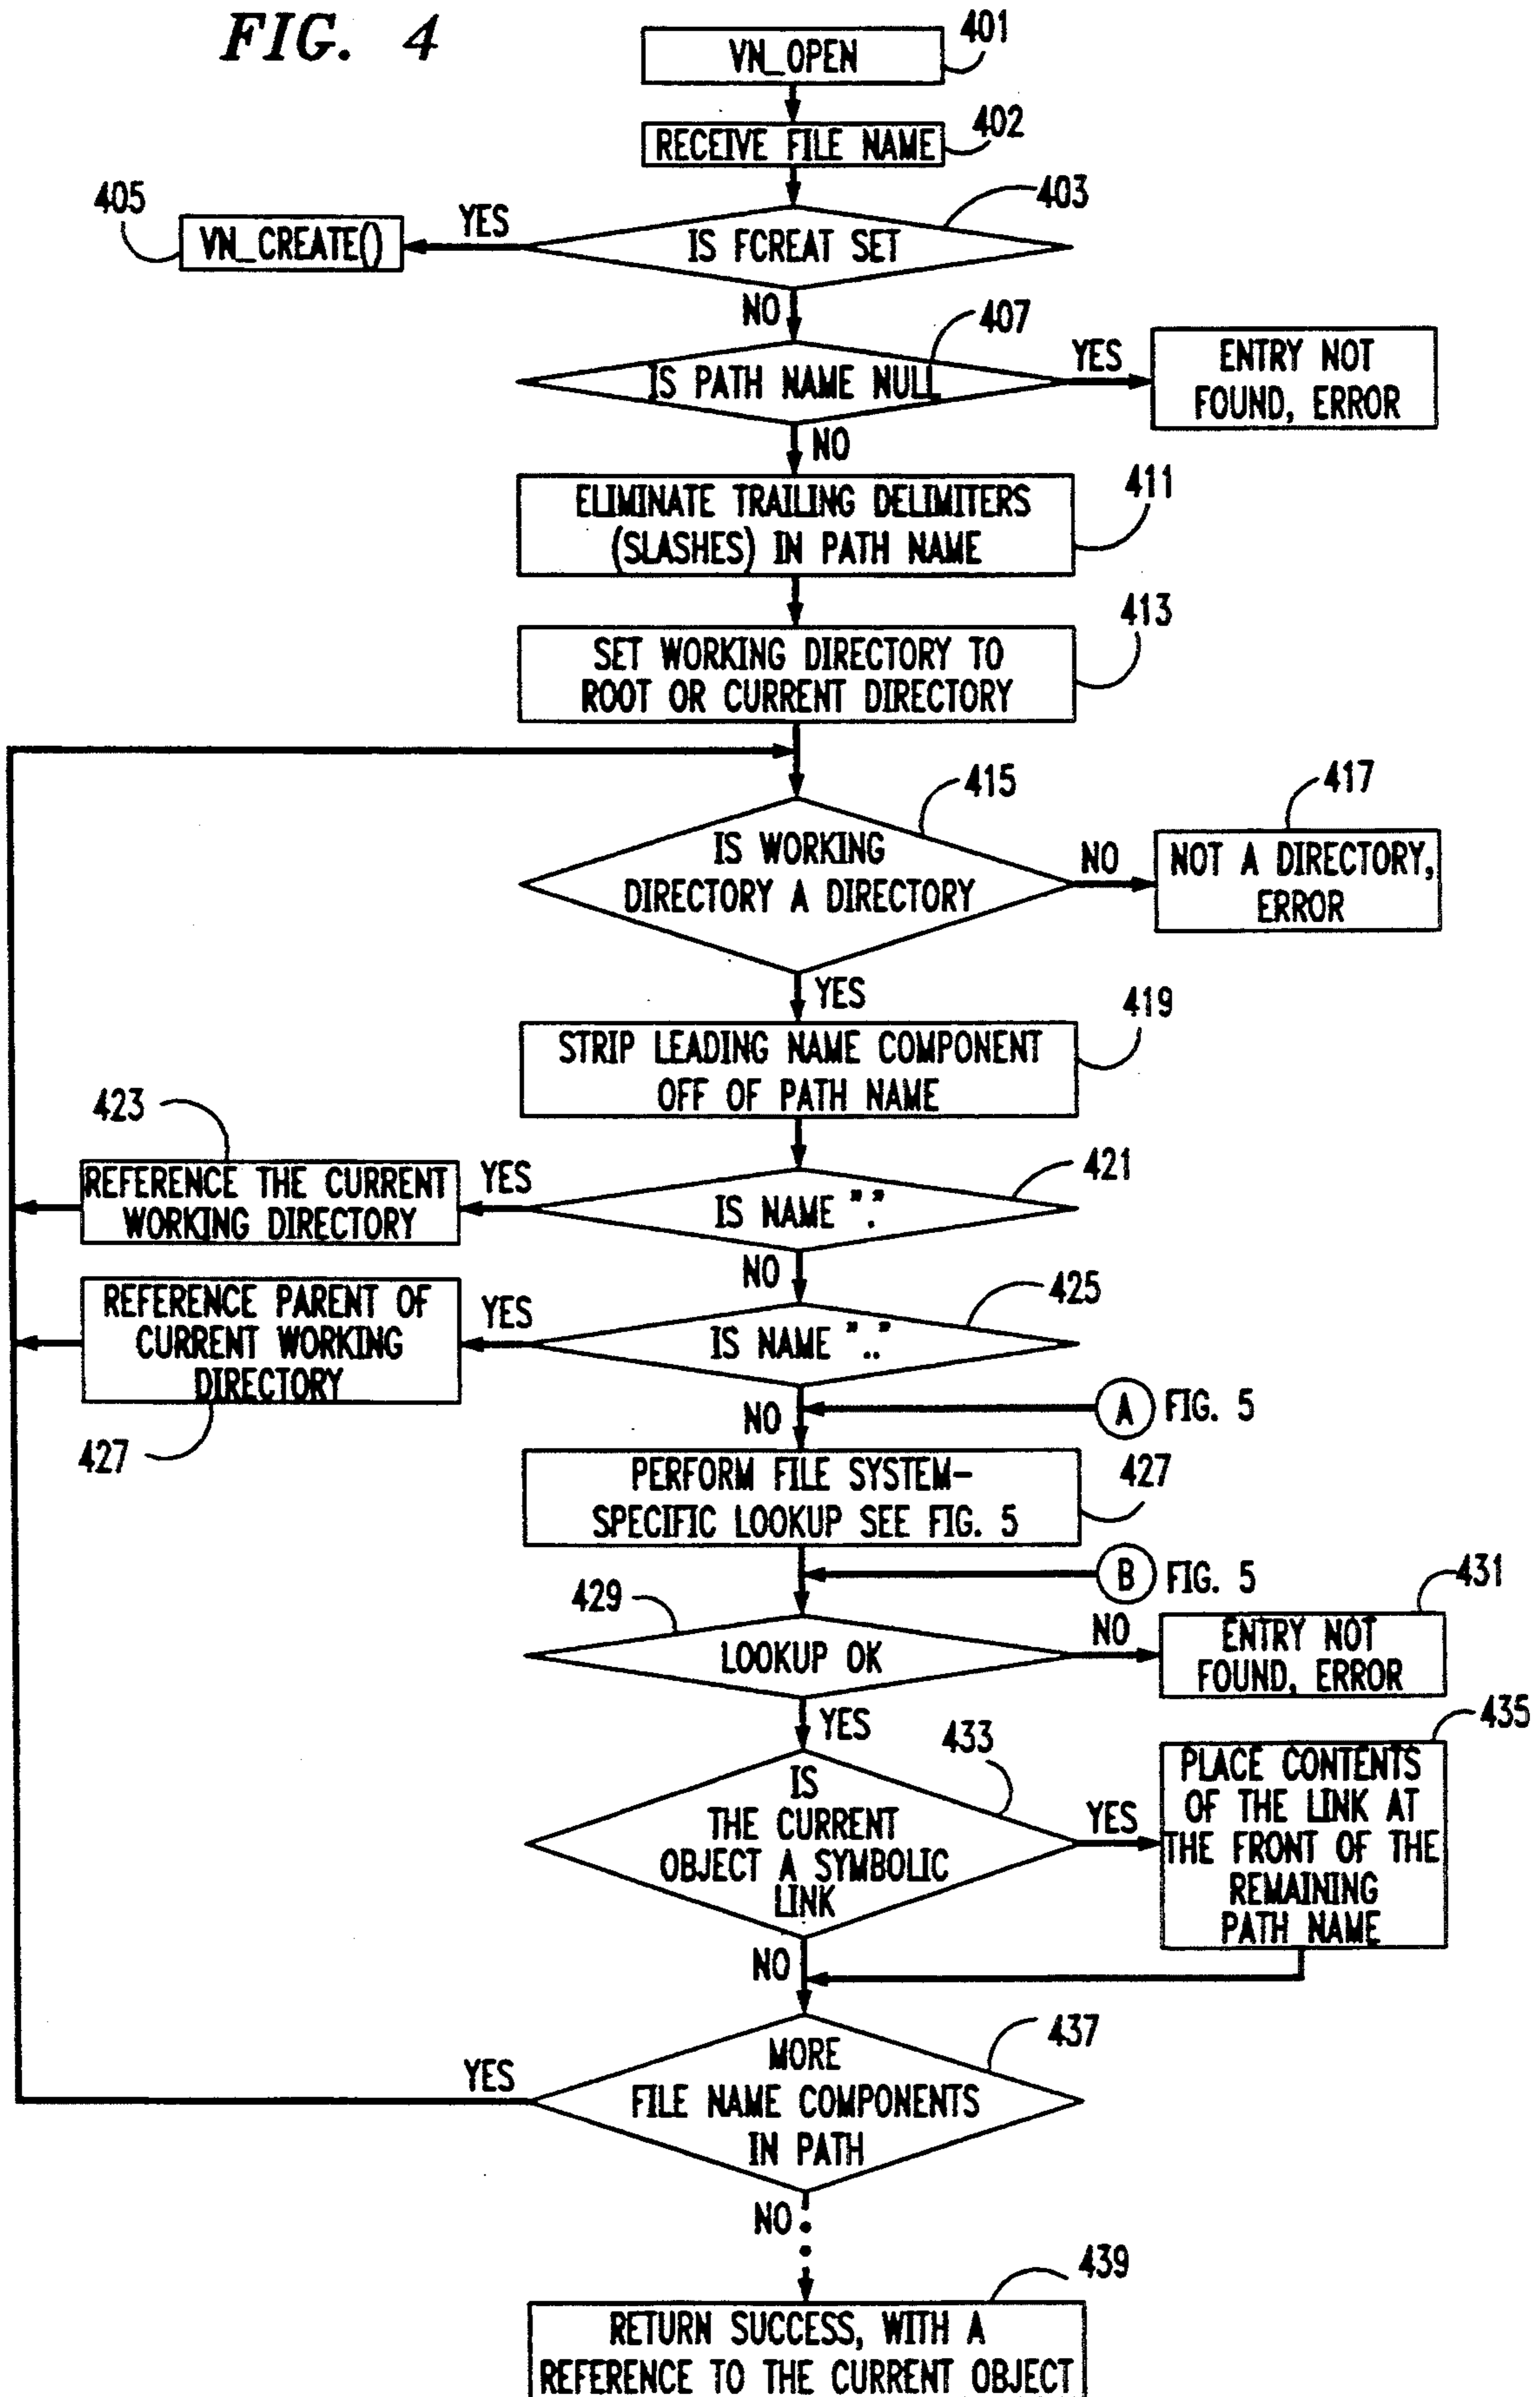 FIG. 4
VN_OPEN
401
RECEIVE FILE NAME
402
IS FCREAT SET
403
YES
VN_CREATE()
405
NO
IS PATH NAME NULL
407
YES
ENTRY NOT
FOUND, ERROR
NO
ELIMINATE TRAILING DELIMITERS
(SLASHES) IN PATH NAME
411
SET WORKING DIRECTORY TO
ROOT OR CURRENT DIRECTORY
413
IS WORKING
DIRECTORY A DIRECTORY
415
NO
NOT A DIRECTORY,
ERROR
417
YES
STRIP LEADING NAME COMPONENT
OFF OF PATH NAME
419
IS NAME "."
421
YES
REFERENCE THE CURRENT
WORKING DIRECTORY
423
NO
IS NAME ".."
425
YES
REFERENCE PARENT OF
CURRENT WORKING
DIRECTORY
427
NO
A FIG. 5
PERFORM FILE SYSTEM-
SPECIFIC LOOKUP SEE FIG. 5
427
B FIG. 5
LOOKUP OK
429
NO
ENTRY NOT
FOUND, ERROR
431
YES
IS
THE CURRENT
OBJECT A SYMBOLIC
LINK
433
YES
PLACE CONTENTS
OF THE LINK AT
THE FRONT OF THE
REMAINING
PATH NAME
435
NO
MORE
FILE NAME COMPONENTS
IN PATH
437
YES
NO
RETURN SUCCESS, WITH A
REFERENCE TO THE CURRENT OBJECT
439